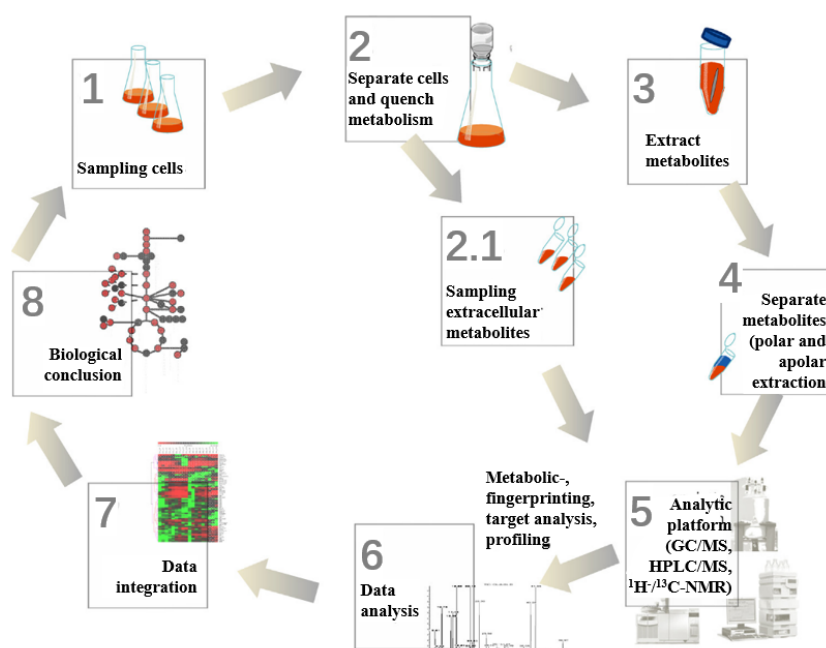 1
Sampling cells
2
Separate cells
and quench
metabolism
3
Extract
metabolites
2.1
Sampling
extracellular
metabolites
4
Separate
metabolites
(polar and
apolar
extraction
5
Analytic
platform
(GC/MS,
HPLC/MS,
¹H-/¹³C-NMR)
Metabolic-,
fingerprinting,
target analysis,
profiling
6
Data
analysis
7
Data
integration
8
Biological
conclusion